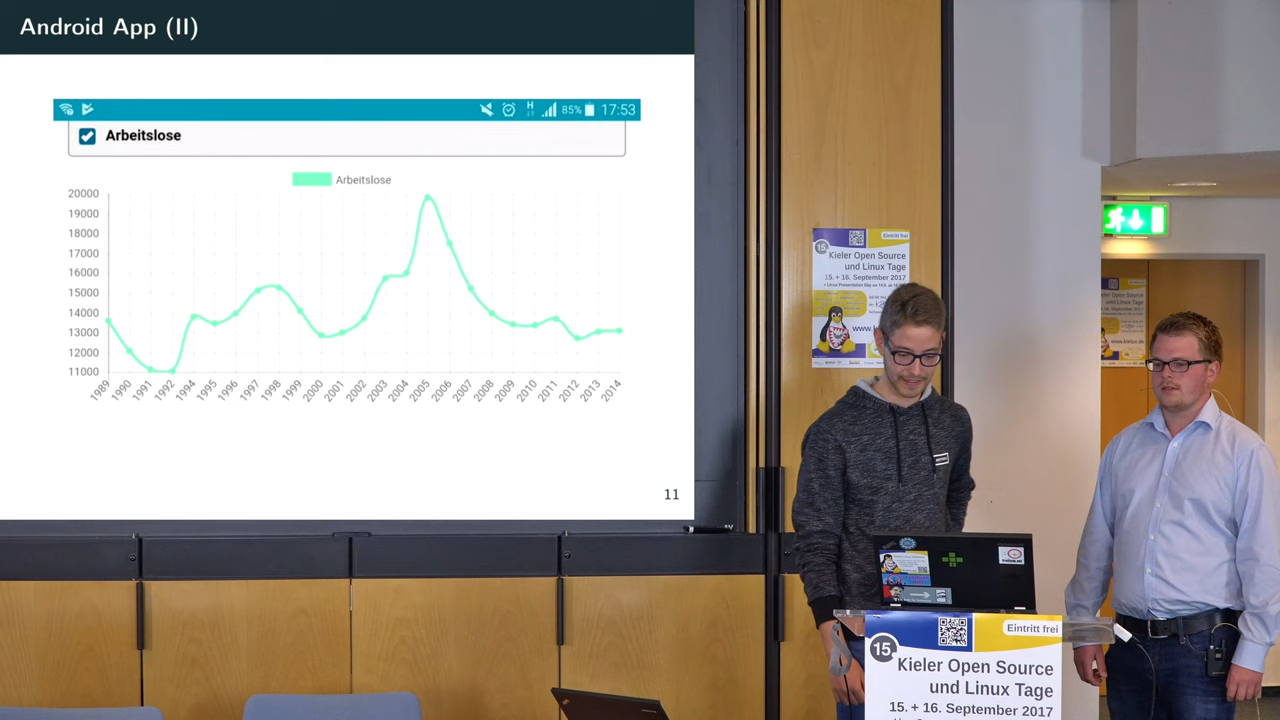 Android App (II)
85% 17:53
Arbeitslose
Arbeitslose
20000
19000
18000
17000
16000
15000
14000
13000
12000
11000
1989 1990 1991 1992 1994 1995 1996 1997 1998 1999 2000 2001 2002 2003 2004 2005 2006 2007 2008 2009 2010 2011 2012 2013 2014
11
Eintritt frei
15.
Kieler Open Source
und Linux Tage
15. + 16. September 2017
Eintritt frei
15.
Kieler Open Source
und Linux Tage
15. + 16. September 2017